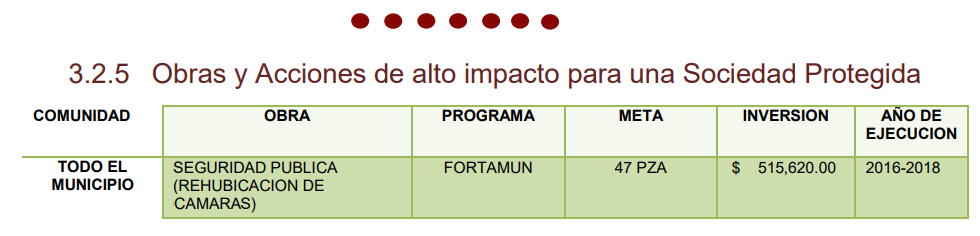 3.2.5 Obras y Acciones de alto impacto para una Sociedad Protegida
COMUNIDAD OBRA PROGRAMA META INVERSION AÑO DE
EJECUCION
TODO EL SEGURIDAD PUBLICA FORTAMUN 47 PZA $ 515,620.00 2016-2018
MUNICIPIO (REHUBICACION DE
CAMARAS)